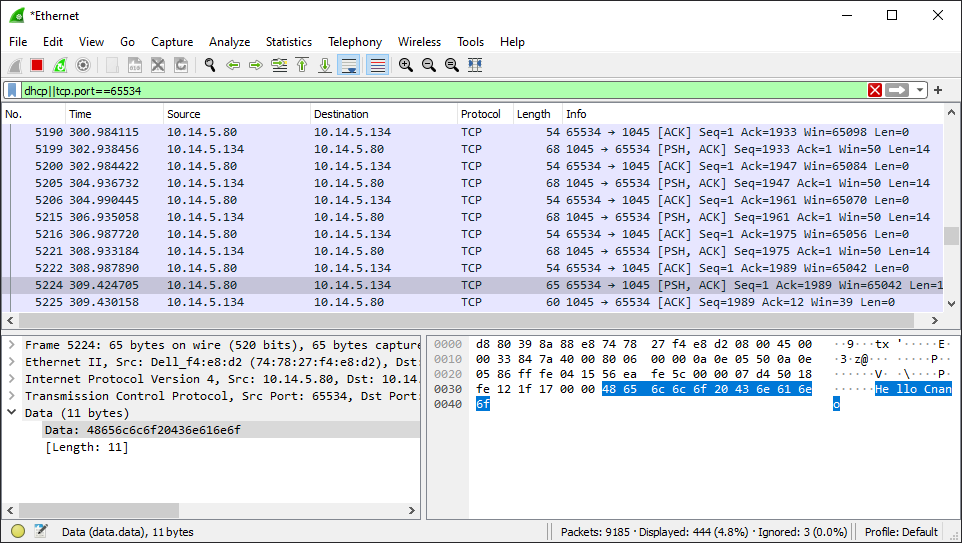 *Ethernet
File Edit View Go Capture Analyze Statistics Telephony Wireless Tools Help
dhcp||tcp.port==65534
No. Time Source Destination Protocol Length Info
5190 300.984115 10.14.5.80 10.14.5.134 TCP 54 65534 → 1045 [ACK] Seq=1 Ack=1933 Win=65098 Len=0
5199 302.938456 10.14.5.134 10.14.5.80 TCP 68 1045 → 65534 [PSH, ACK] Seq=1933 Ack=1 Win=50 Len=14
5200 302.984422 10.14.5.80 10.14.5.134 TCP 54 65534 → 1045 [ACK] Seq=1 Ack=1947 Win=65084 Len=0
5205 304.936732 10.14.5.134 10.14.5.80 TCP 68 1045 → 65534 [PSH, ACK] Seq=1947 Ack=1 Win=50 Len=14
5206 304.990445 10.14.5.80 10.14.5.134 TCP 54 65534 → 1045 [ACK] Seq=1 Ack=1961 Win=65070 Len=0
5215 306.935058 10.14.5.134 10.14.5.80 TCP 68 1045 → 65534 [PSH, ACK] Seq=1961 Ack=1 Win=50 Len=14
5216 306.987720 10.14.5.80 10.14.5.134 TCP 54 65534 → 1045 [ACK] Seq=1 Ack=1975 Win=65056 Len=0
5221 308.933184 10.14.5.134 10.14.5.80 TCP 68 1045 → 65534 [PSH, ACK] Seq=1975 Ack=1 Win=50 Len=14
5222 308.987890 10.14.5.80 10.14.5.134 TCP 54 65534 → 1045 [ACK] Seq=1 Ack=1989 Win=65042 Len=0
5224 309.424705 10.14.5.80 10.14.5.134 TCP 65 65534 → 1045 [PSH, ACK] Seq=1 Ack=1989 Win=65042 Len=1
5225 309.430158 10.14.5.134 10.14.5.80 TCP 60 1045 → 65534 [ACK] Seq=1989 Ack=12 Win=39 Len=0
Frame 5224: 65 bytes on wire (520 bits), 65 bytes capture
Ethernet II, Src: Dell_f4:e8:d2 (74:78:27:f4:e8:d2), Dst:
Internet Protocol Version 4, Src: 10.14.5.80, Dst: 10.14.
Transmission Control Protocol, Src Port: 65534, Dst Port:
Data (11 bytes)
Data: 48656c6c6f20436e616e6f
[Length: 11]
0000 d8 80 39 8a 88 e8 74 78 27 f4 e8 d2 08 00 45 00 ··9···tx '·····E·
0010 00 33 84 7a 40 00 80 06 00 00 0a 0e 05 50 0a 0e ·3·z@··· ·····P··
0020 05 86 ff fe 04 15 56 ea fe 5c 00 00 07 d4 50 18 ······V· ·\····P·
0030 fe 12 1f 17 00 00 48 65 6c 6c 6f 20 43 6e 61 6e ······He llo Cnan
0040 6f o
Data (data.data), 11 bytes Packets: 9185 · Displayed: 444 (4.8%) · Ignored: 3 (0.0%) Profile: Default